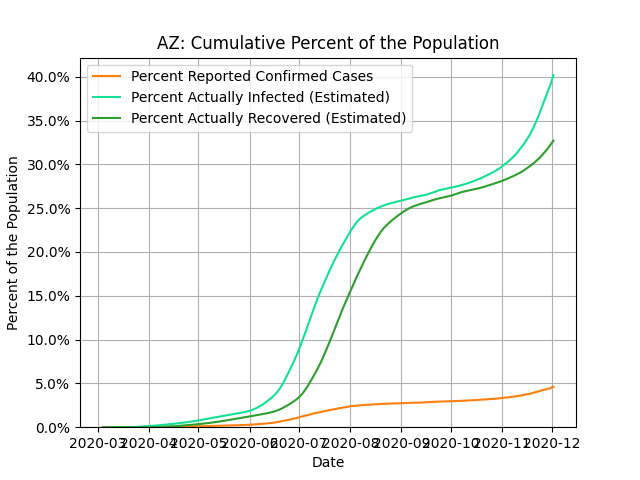 AZ: Cumulative Percent of the Population
Percent Reported Confirmed Cases
Percent Actually Infected (Estimated)
Percent Actually Recovered (Estimated)
40.0%
35.0%
30.0%
25.0%
20.0%
15.0%
10.0%
5.0%
0.0%
Percent of the Population
2020-03 2020-04 2020-05 2020-06 2020-07 2020-08 2020-09 2020-10 2020-11 2020-12
Date